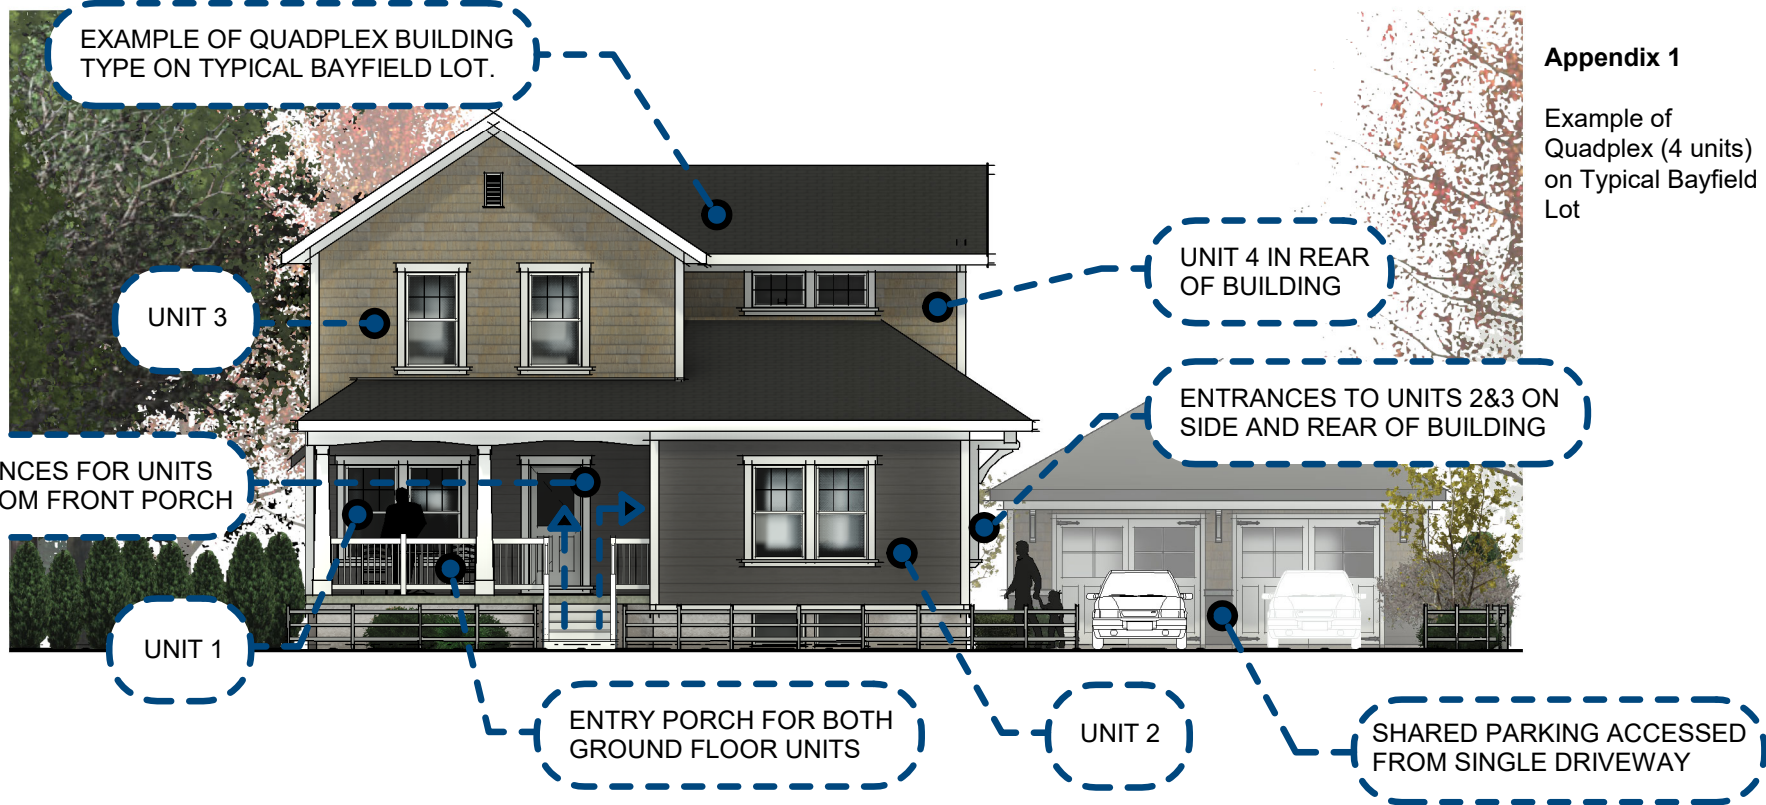 EXAMPLE OF QUADPLEX BUILDING
TYPE ON TYPICAL BAYFIELD LOT.
Appendix 1
Example of
Quadplex (4 units)
on Typical Bayfield
Lot
UNIT 4 IN REAR
OF BUILDING
UNIT 3
ENTRANCES TO UNITS 2&3 ON
SIDE AND REAR OF BUILDING
NCES FOR UNITS
OM FRONT PORCH
UNIT 1
ENTRY PORCH FOR BOTH
GROUND FLOOR UNITS
UNIT 2
SHARED PARKING ACCESSED
FROM SINGLE DRIVEWAY